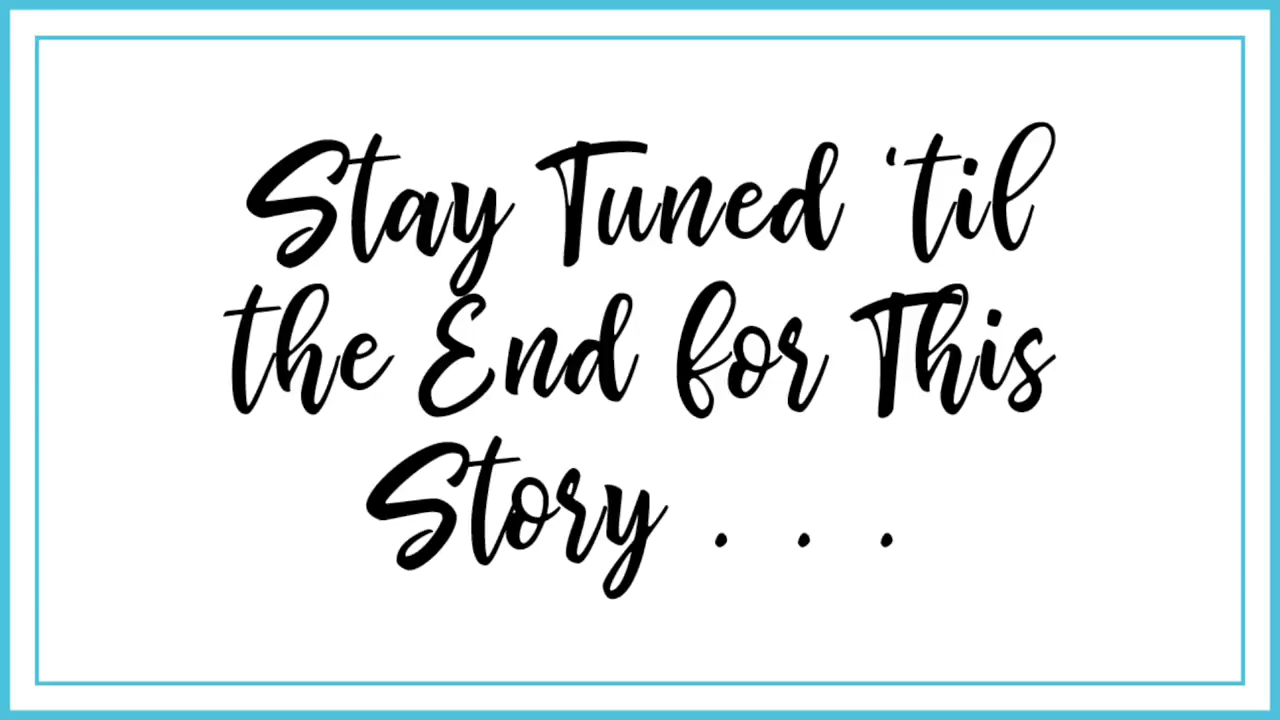 Stay Tuned 'til
the End for This
Story . . .